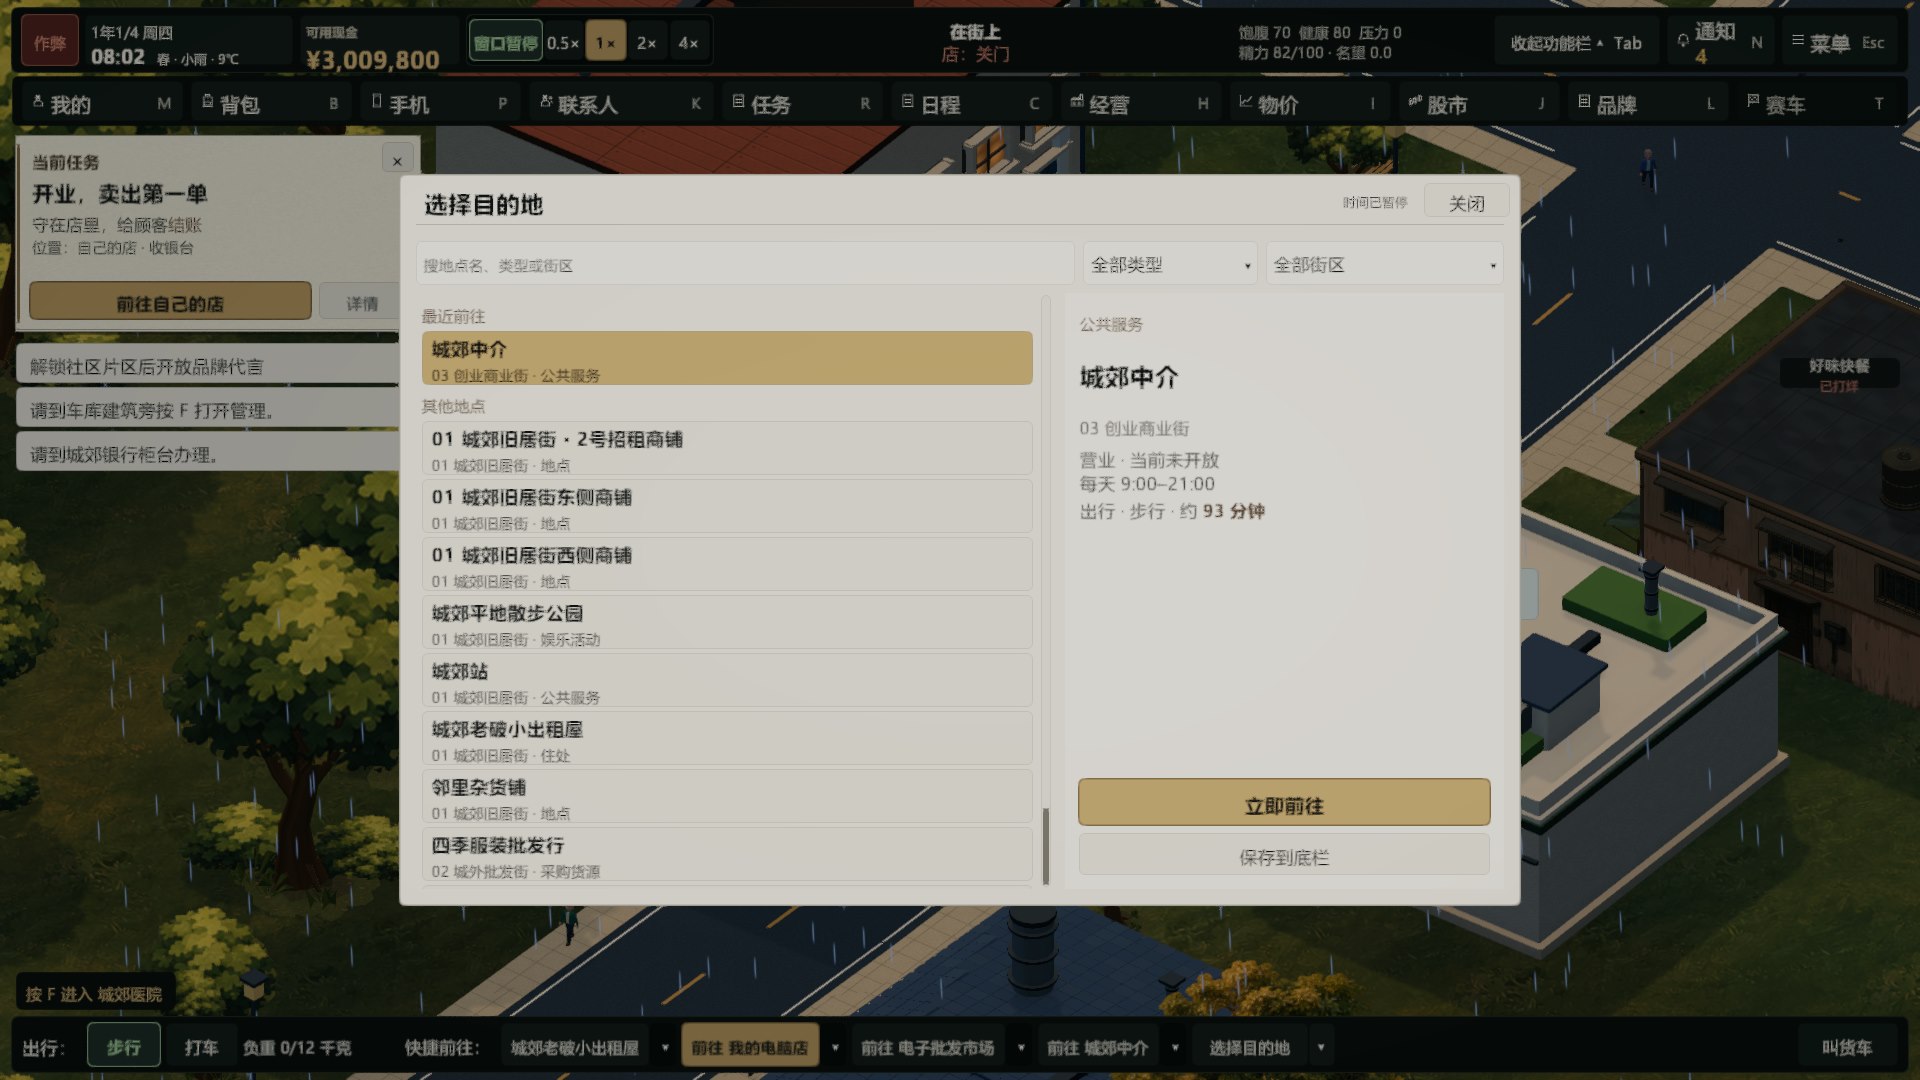 作弊
1年1/4 周四
08:02 春 · 小雨 · 9℃
可用现金
¥3,009,800
窗口暂停 0.5× 1× 2× 4×
在街上
店：关门
饱腹 70 健康 80 压力 0
精力 82/100 · 名望 0.0
收起功能栏 Tab
通知 4 N
菜单 Esc
我的 M
背包 B
手机 P
联系人 K
任务 R
日程 C
经营 H
物价 I
股市 J
品牌 L
赛车 T
当前任务
×
开业，卖出第一单
守在店里，给顾客结账
位置：自己的店 · 收银台
前往自己的店
详情
解锁社区片区后开放品牌代言
请到车库建筑旁按 F 打开管理。
请到城郊银行柜台办理。
选择目的地
时间已暂停
关闭
搜地点名、类型或街区
全部类型
全部街区
最近前往
城郊中介
03 创业商业街 · 公共服务
其他地点
01 城郊旧居街 · 2号招租商铺
01 城郊旧居街 · 地点
01 城郊旧居街东侧商铺
01 城郊旧居街 · 地点
01 城郊旧居街西侧商铺
01 城郊旧居街 · 地点
城郊平地散步公园
01 城郊旧居街 · 娱乐活动
城郊站
01 城郊旧居街 · 公共服务
城郊老破小出租屋
01 城郊旧居街 · 住处
邻里杂货铺
01 城郊旧居街 · 地点
四季服装批发行
02 城外批发街 · 采购货源
公共服务
城郊中介
03 创业商业街
营业 · 当前未开放
每天 9:00–21:00
出行 · 步行 · 约 93 分钟
立即前往
保存到底栏
好味快餐
已打烊
按 F 进入 城郊医院
出行：
步行
打车
负重 0/12 千克
快捷前往：
城郊老破小出租屋
前往 我的电脑店
前往 电子批发市场
前往 城郊中介
选择目的地
叫货车